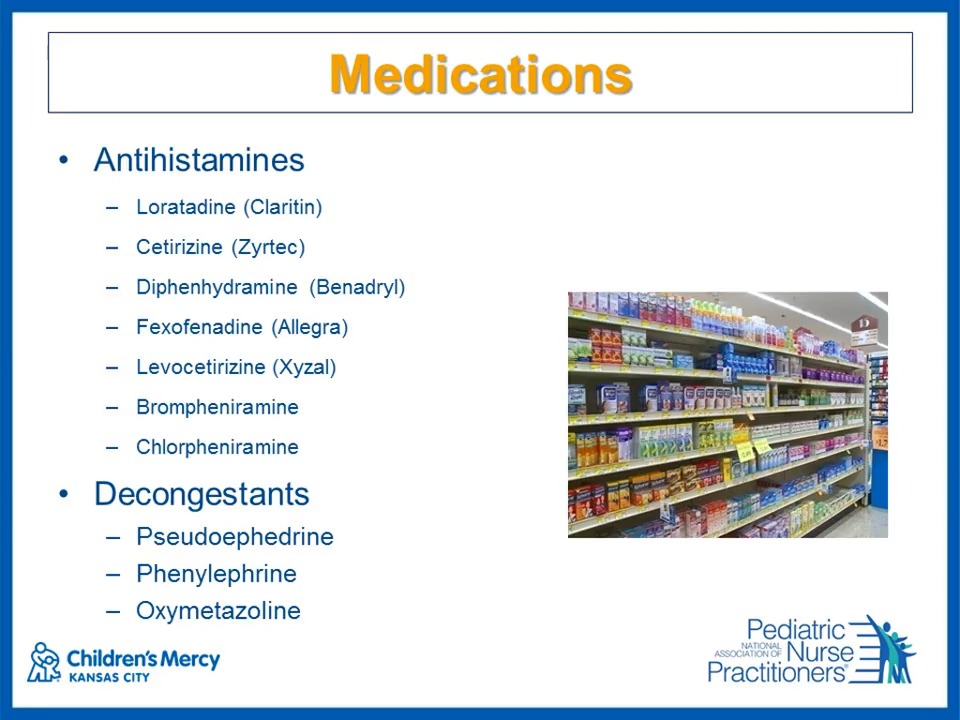 Medications
• Antihistamines
– Loratadine (Claritin)
– Cetirizine (Zyrtec)
– Diphenhydramine (Benadryl)
– Fexofenadine (Allegra)
– Levocetirizine (Xyzal)
– Brompheniramine
– Chlorpheniramine
• Decongestants
– Pseudoephedrine
– Phenylephrine
– Oxymetazoline
Children's Mercy
KANSAS CITY
Pediatric
NATIONAL
ASSOCIATION OF
Nurse
Practitioners®